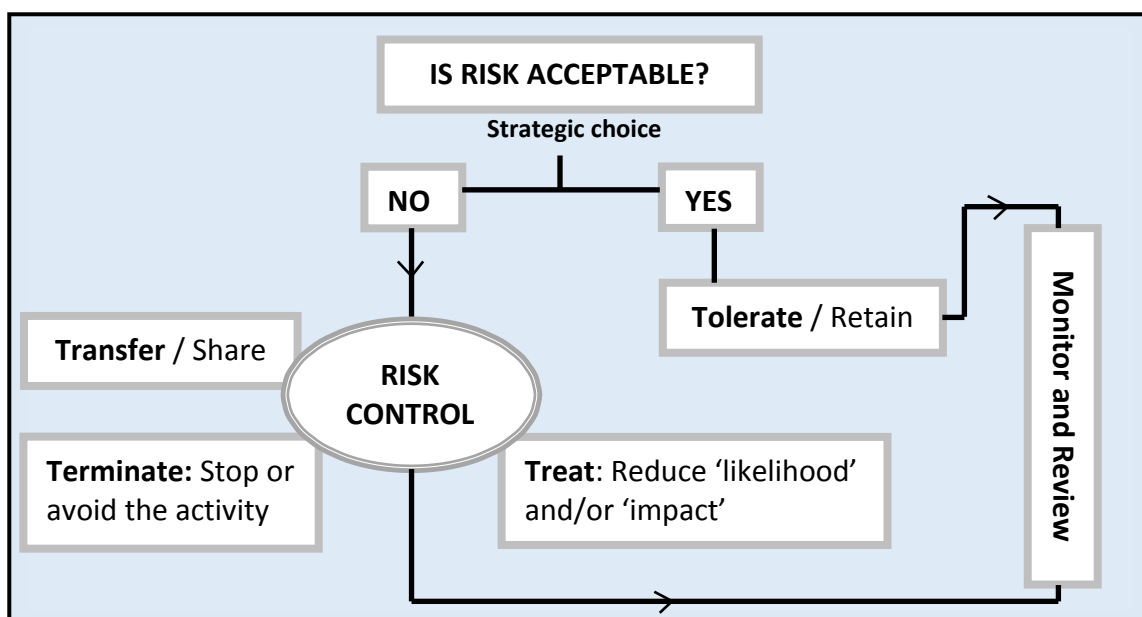 IS RISK ACCEPTABLE?
Strategic choice
NO
YES
Tolerate / Retain
Transfer / Share
RISK
CONTROL
Terminate: Stop or
avoid the activity
Treat: Reduce ‘likelihood’
and/or ‘impact’
Monitor and Review